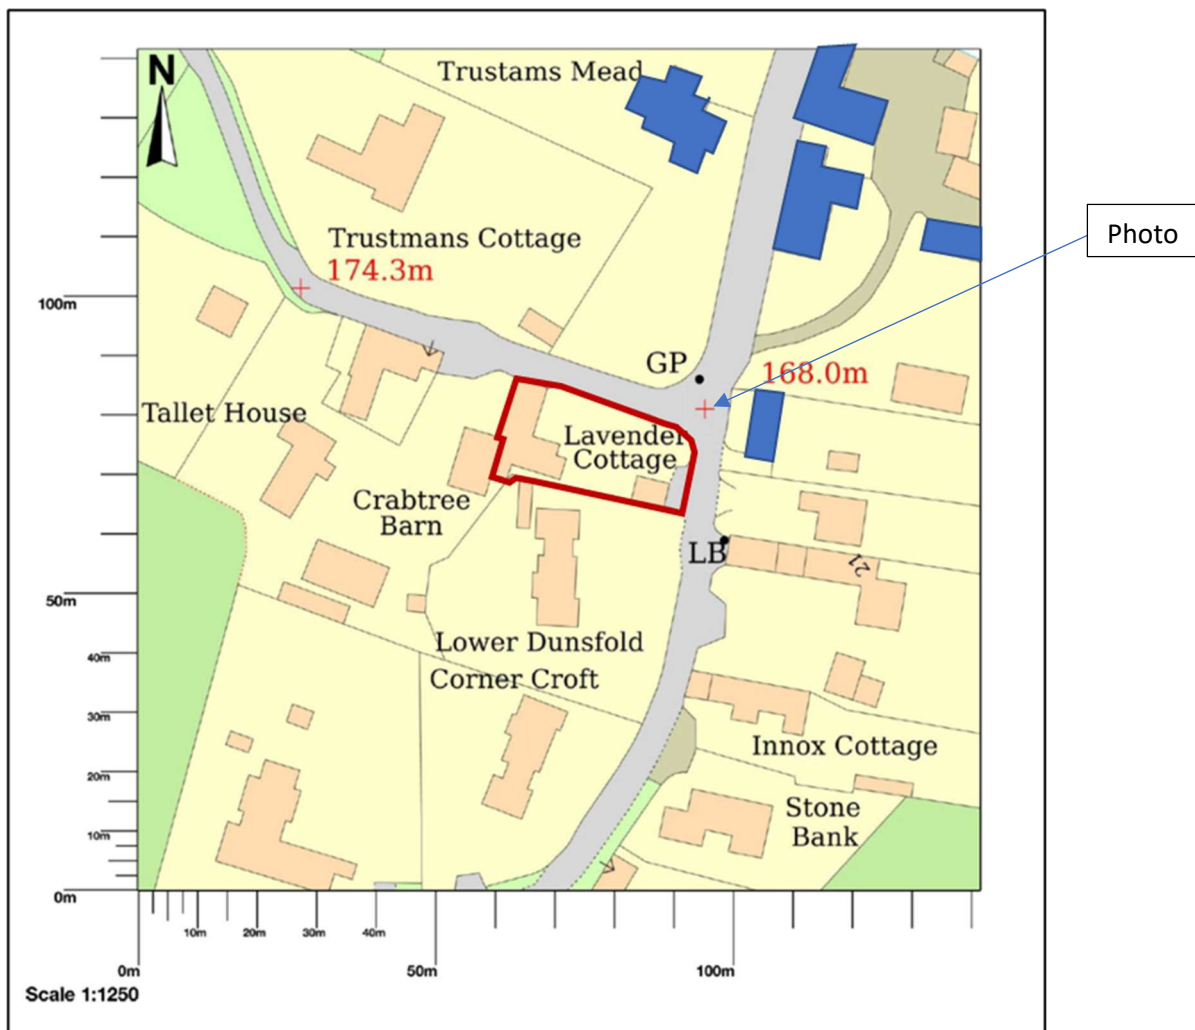 N
Trustams Mead
Trustmans Cottage
174.3m
Photo
100m
GP
168.0m
Tallet House
Lavender
Cottage
Crabtree
Barn
LB
21
50m
Lower Dunsfold
40m
Corner Croft
30m
Innox Cottage
20m
Stone
Bank
10m
0m
10m
20m
30m
40m
0m
50m
100m
Scale 1:1250